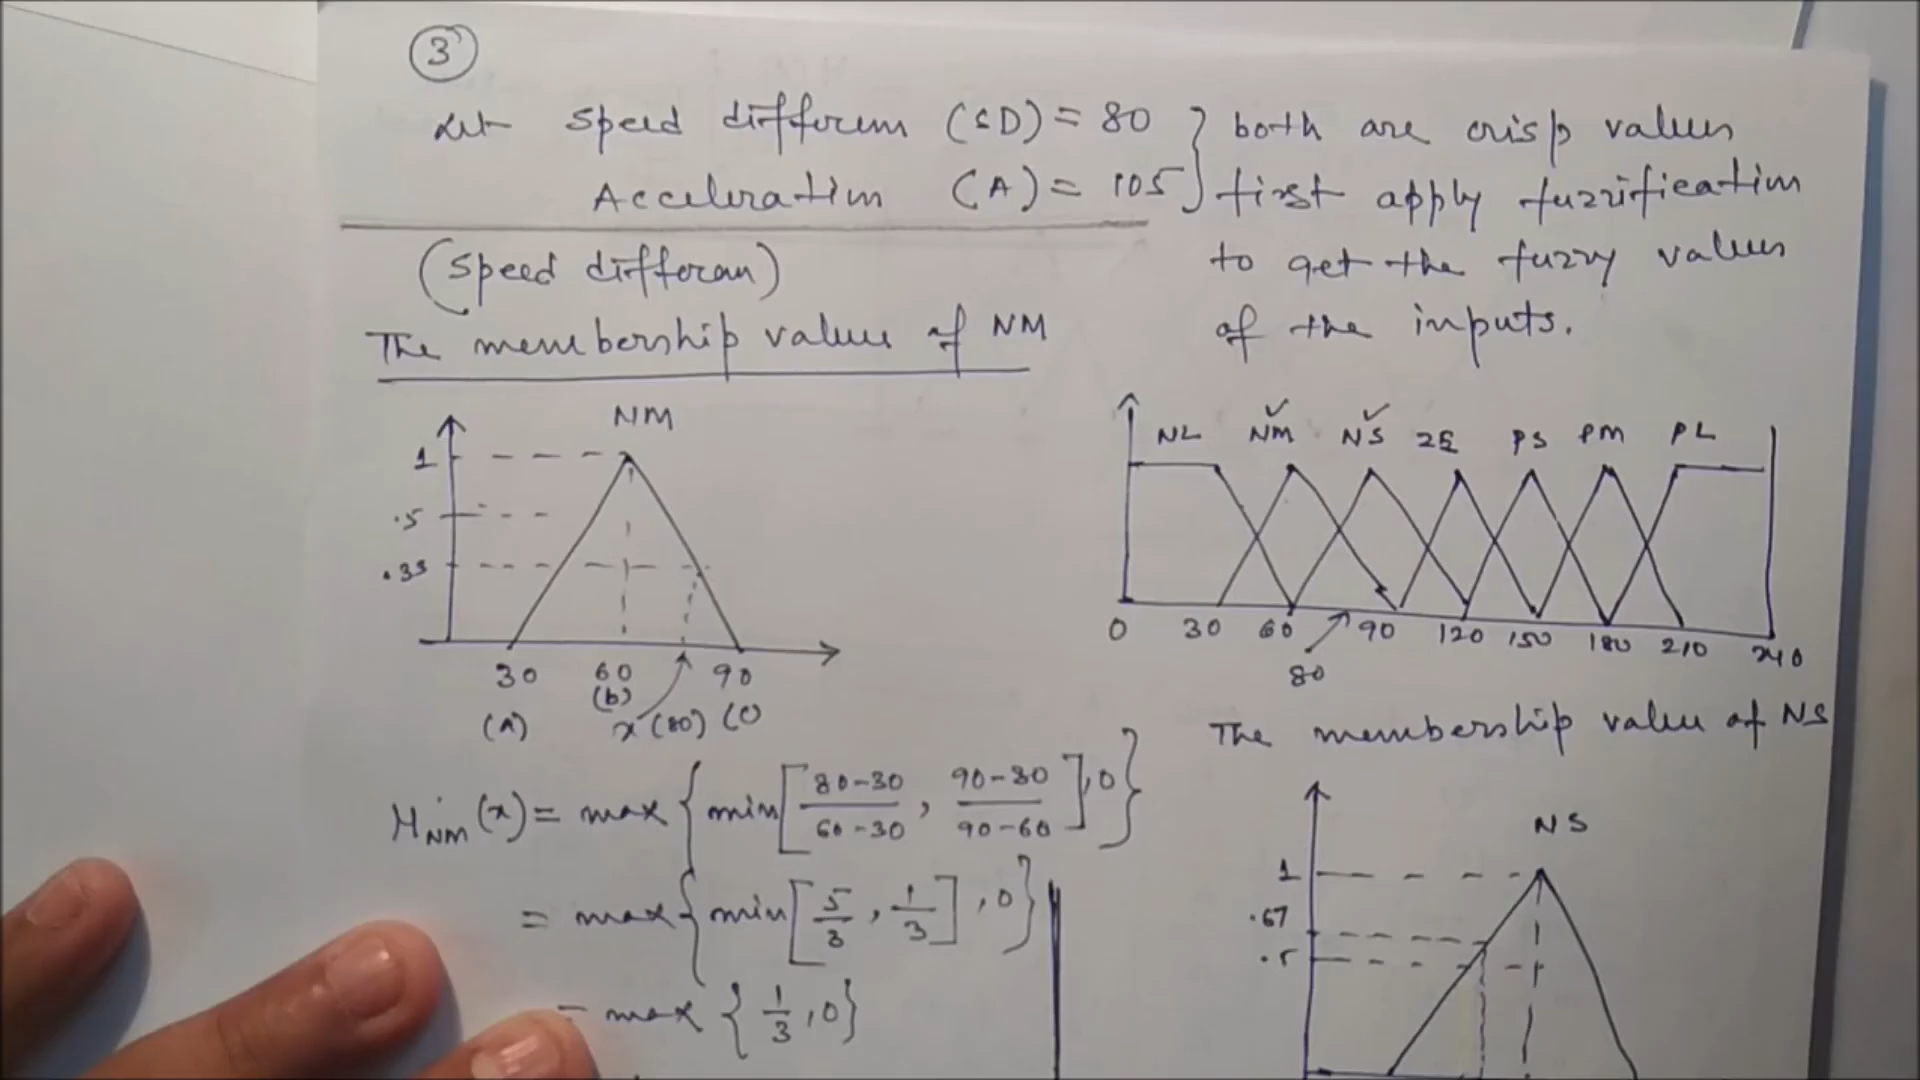 3
Let speed differen (SD) = 80
Acceleration (A) = 105
both are crisp values
first apply fuzzification
to get the fuzzy values
of the inputs.
(speed differen)
The membership value of NM
NM
1
.5
.33
30 60 90
(A) (b) x (80) (c)
NL NM NS ZE PS PM PL
0 30 60 90 120 150 180 210 240
80
μNM (x) = max { min [ 80-30 / 60-30 , 90-80 / 90-60 ], 0 }
= max { min [ 5/3 , 1/3 ] , 0 }
= max { 1/3 , 0 }
The membership value of NS
NS
1
.67
.5